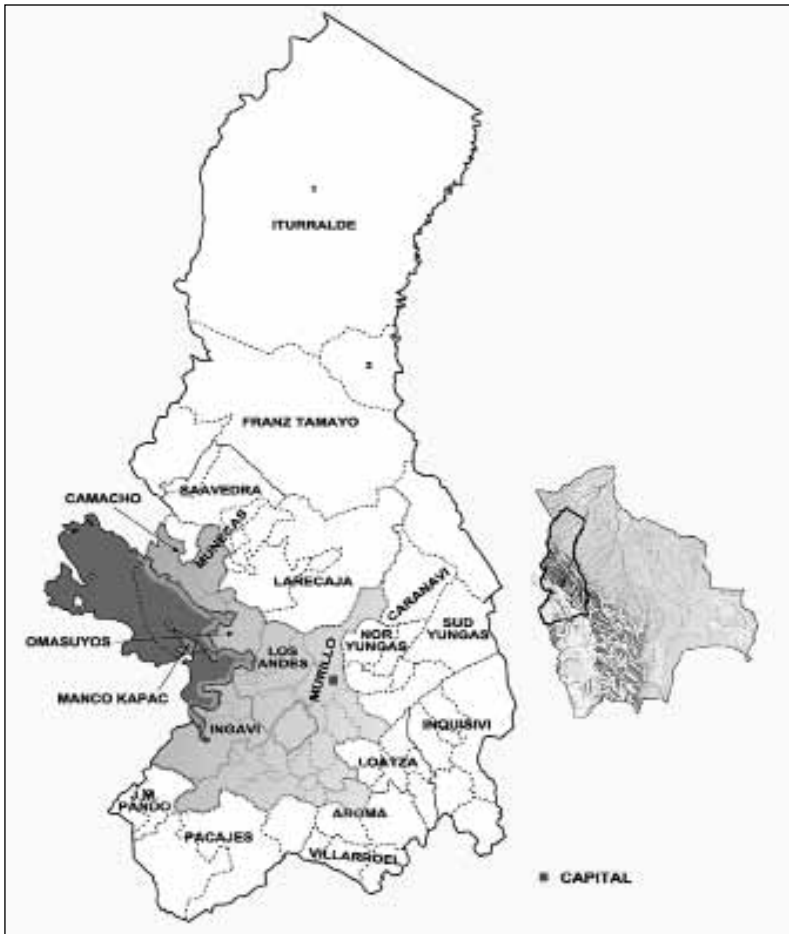 1
ITURRALDE
2
FRANZ TAMAYO
SAAVEDRA
CAMACHO
MUÑECAS
LARECAJA
CARANAVI
OMASUYOS
LOS
ANDES
NOR
YUNGAS
SUD
YUNGAS
MURILLO
MANCO KAPAC
INGAVI
INQUISIVI
LOATZA
J.M.
PANDO
AROMA
PACAJES
VILLARROEL
CAPITAL